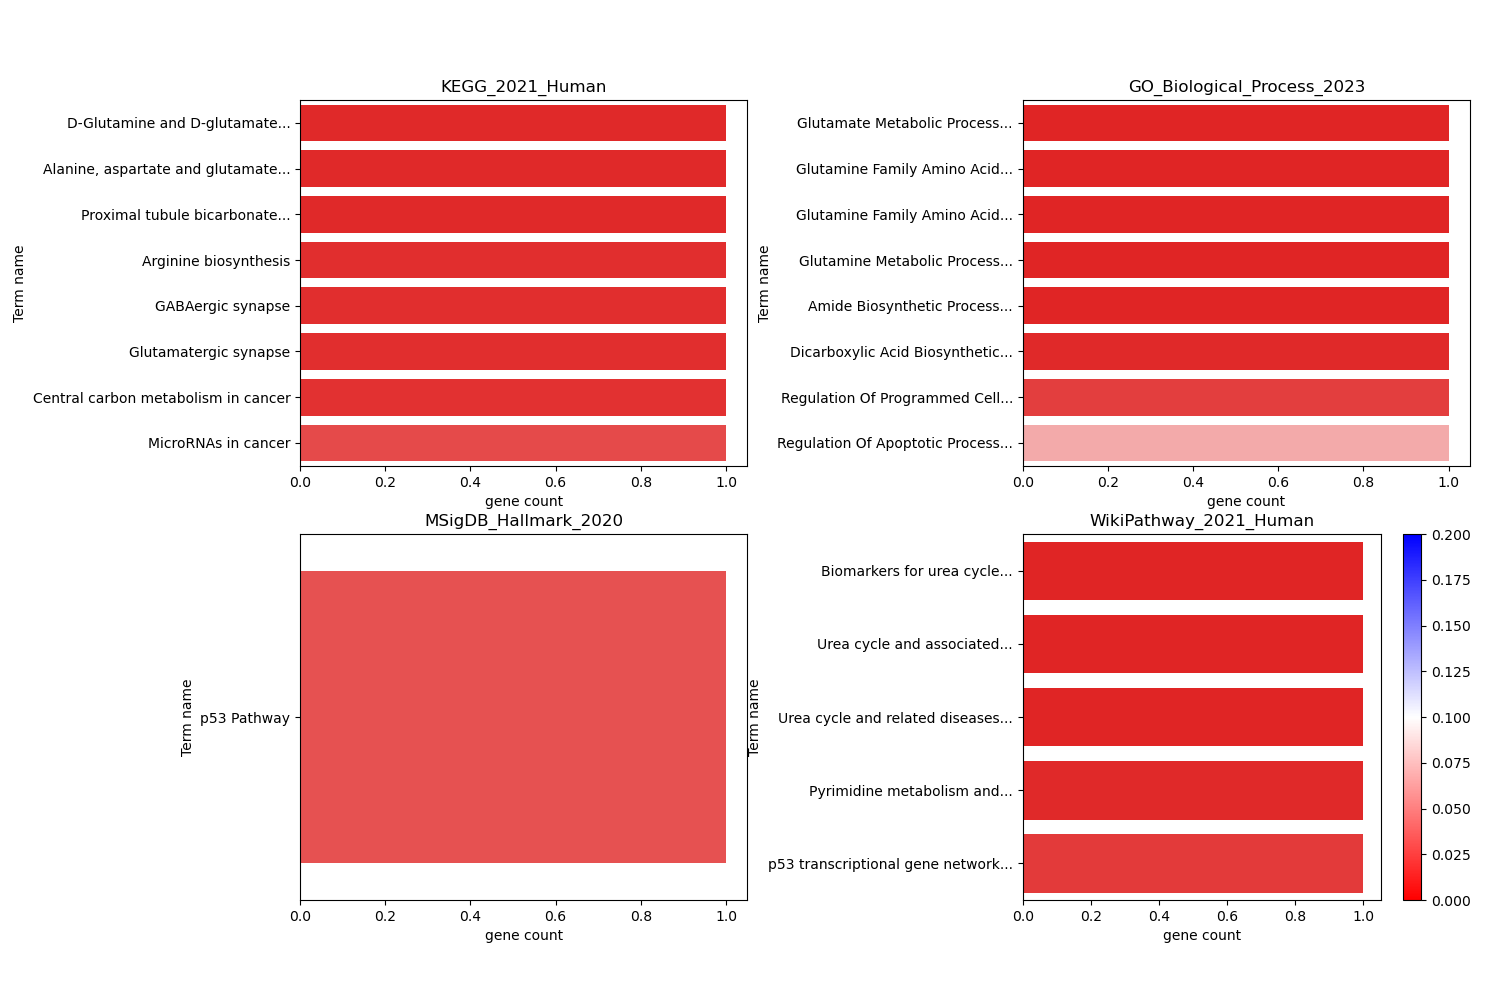 KEGG_2021_Human
Term name
D-Glutamine and D-glutamate...
Alanine, aspartate and glutamate...
Proximal tubule bicarbonate...
Arginine biosynthesis
GABAergic synapse
Glutamatergic synapse
Central carbon metabolism in cancer
MicroRNAs in cancer
0.0 0.2 0.4 0.6 0.8 1.0
gene count
GO_Biological_Process_2023
Term name
Glutamate Metabolic Process...
Glutamine Family Amino Acid...
Glutamine Family Amino Acid...
Glutamine Metabolic Process...
Amide Biosynthetic Process...
Dicarboxylic Acid Biosynthetic...
Regulation Of Programmed Cell...
Regulation Of Apoptotic Process...
0.0 0.2 0.4 0.6 0.8 1.0
gene count
MSigDB_Hallmark_2020
Term name
p53 Pathway
0.0 0.2 0.4 0.6 0.8 1.0
gene count
WikiPathway_2021_Human
Term name
Biomarkers for urea cycle...
Urea cycle and associated...
Urea cycle and related diseases...
Pyrimidine metabolism and...
p53 transcriptional gene network...
0.0 0.2 0.4 0.6 0.8 1.0
gene count
0.200
0.175
0.150
0.125
0.100
0.075
0.050
0.025
0.000